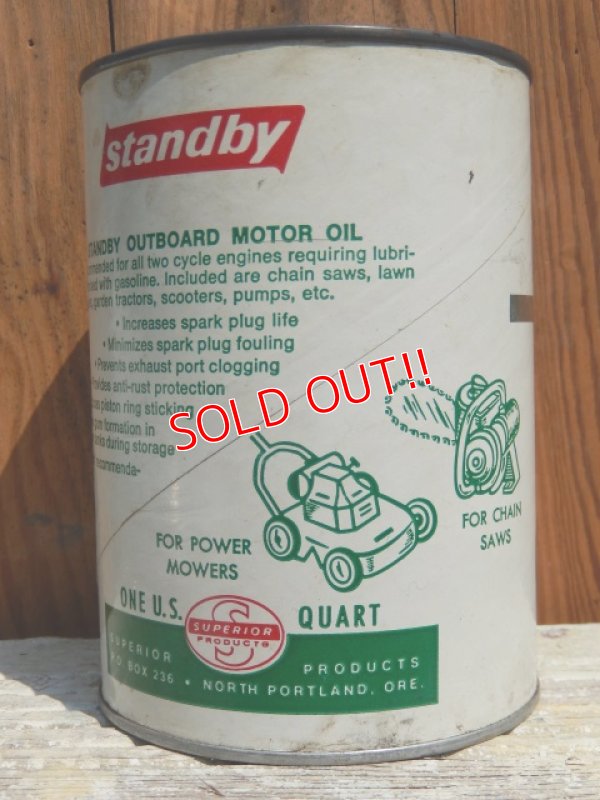 standby
STANDBY OUTBOARD MOTOR OIL
for all two cycle engines requiring lubri-
with gasoline. Included are chain saws, lawn
garden tractors, scooters, pumps, etc.
• Increases spark plug life
• Minimizes spark plug fouling
• Prevents exhaust port clogging
anti-rust protection
piston ring sticking
formation in
during storage
recommenda-
SOLD OUT!!
FOR POWER
MOWERS
FOR CHAIN
SAWS
ONE U.S.
QUART
S
SUPERIOR
PRODUCTS
SUPERIOR
PRODUCTS
P.O. BOX 236 • NORTH PORTLAND, ORE.